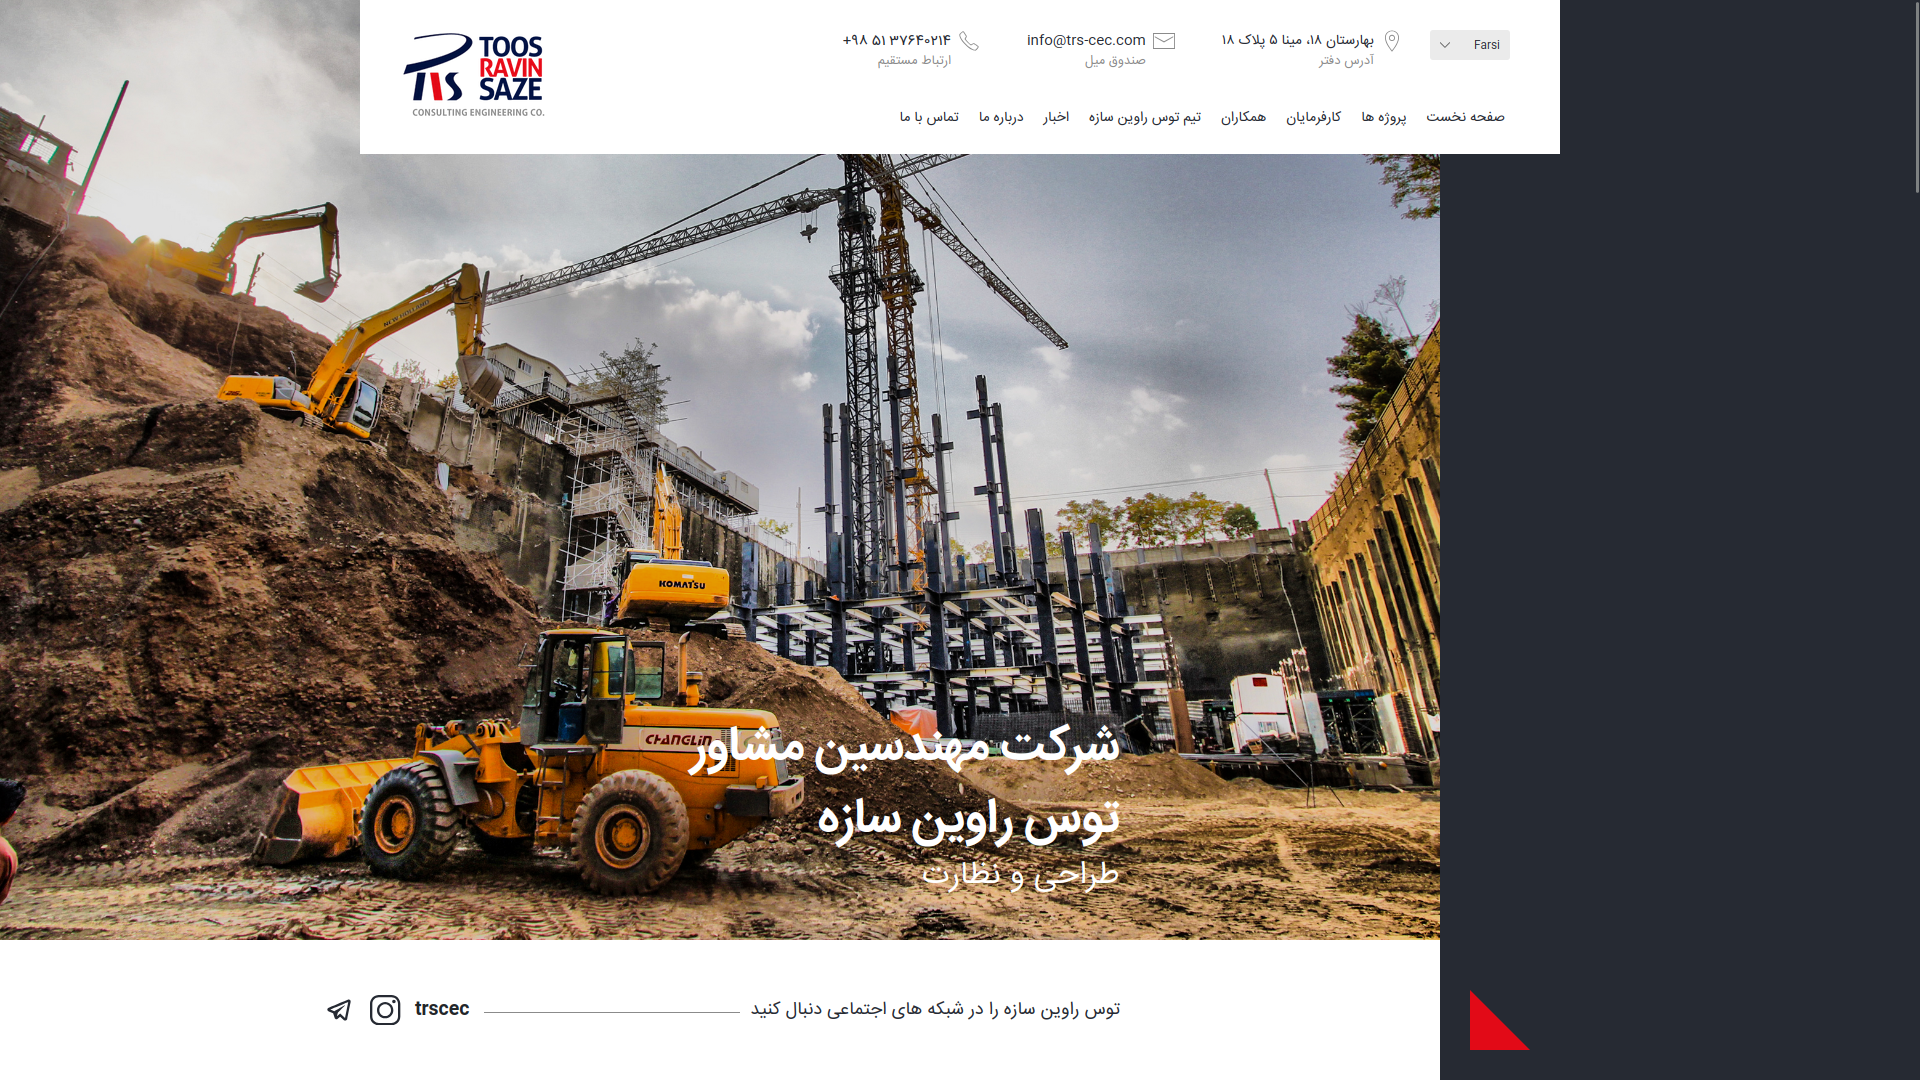 TOOS
RAVIN
SAZE
CONSULTING ENGINEERING CO.
Farsi
بهارستان ۱۸، مینا ۵ پلاک ۱۸
آدرس دفتر
info@trs-cec.com
صندوق میل
+۹۸ ۵۱ ۳۷۶۴۰۲۱۴
ارتباط مستقیم
صفحه نخست
پروژه ها
کارفرمایان
همکاران
تیم توس راوین سازه
اخبار
درباره ما
تماس با ما
KOMATSU
CHANGLIN
شرکت مهندسین مشاور
توس راوین سازه
طراحی و نظارت
توس راوین سازه را در شبکه های اجتماعی دنبال کنید
trscec